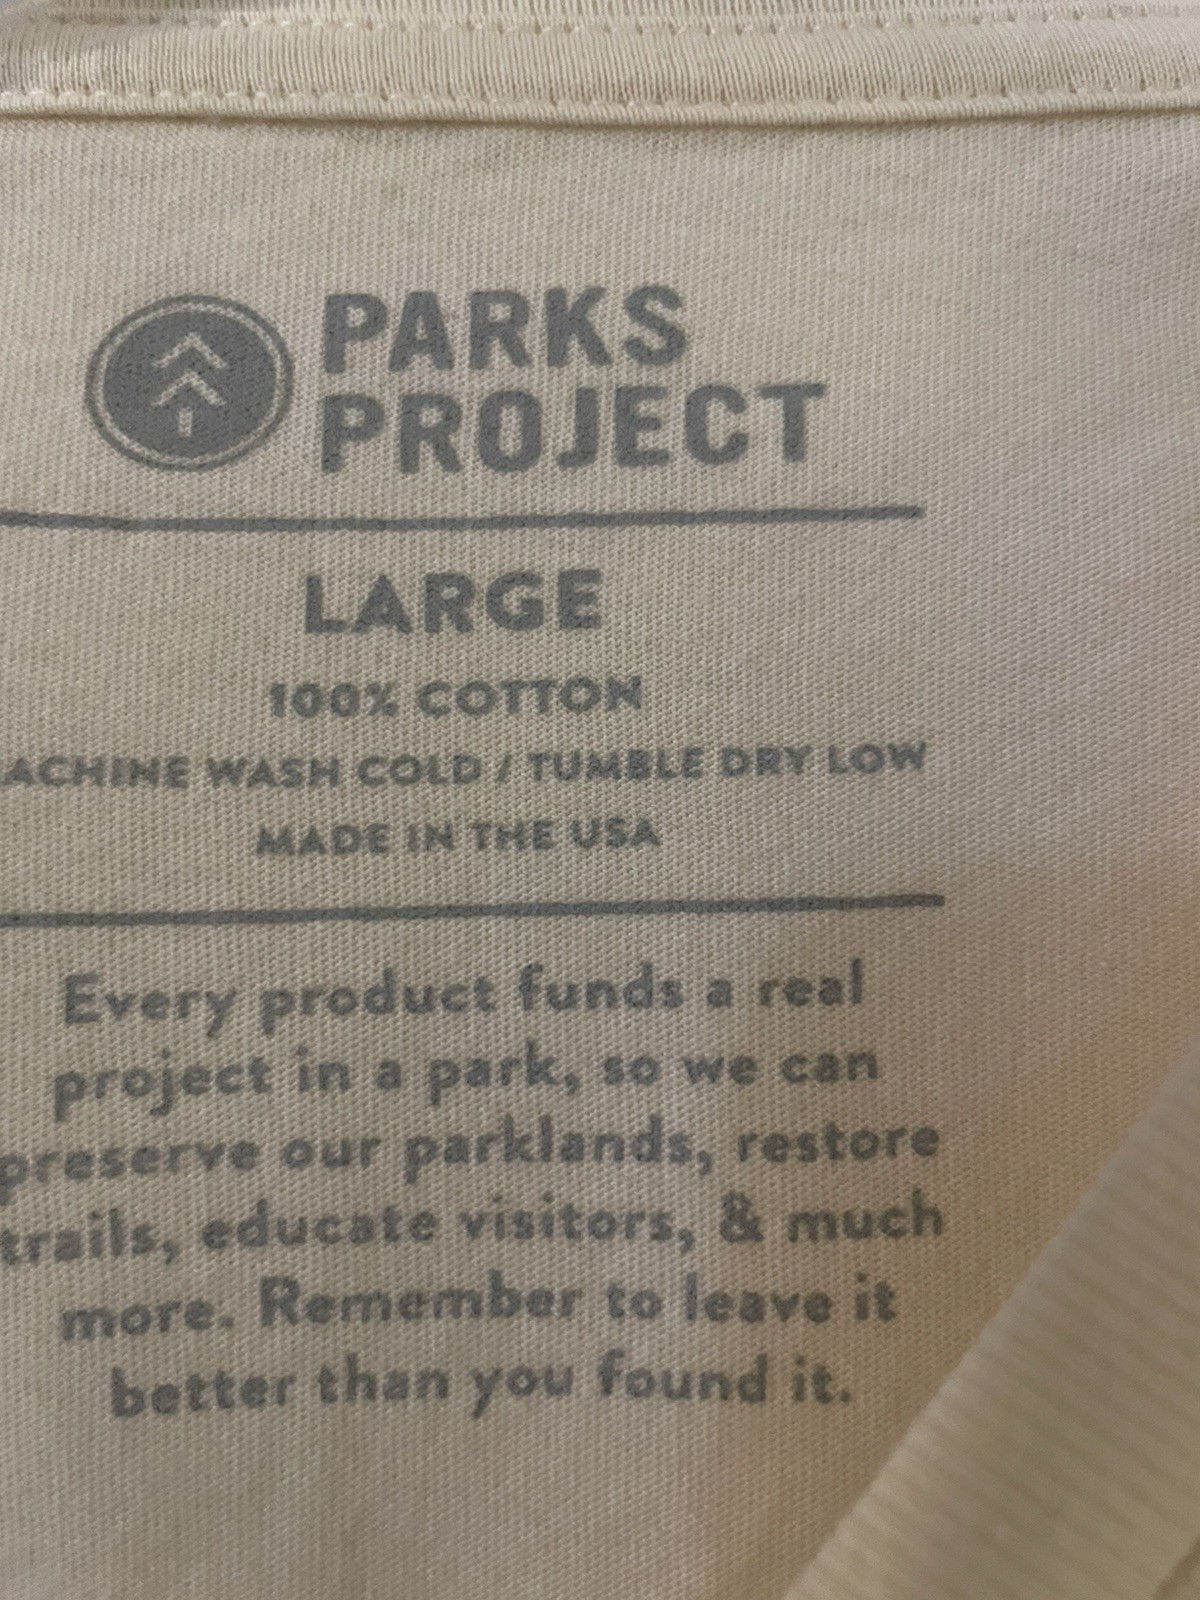 PARKS
PROJECT
LARGE
100% COTTON
ACHINE WASH COLD / TUMBLE DRY LOW
MADE IN THE USA
Every product funds a real
project in a park, so we can
preserve our parklands, restore
trails, educate visitors, & much
more. Remember to leave it
better than you found it.